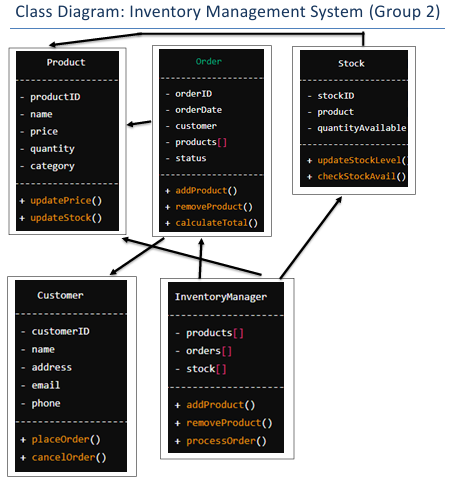 Class Diagram: Inventory Management System (Group 2)
Product
- productID
- name
- price
- quantity
- category
+ updatePrice()
+ updateStock()
Order
- orderID
- orderDate
- customer
- products[]
- status
+ addProduct()
+ removeProduct()
+ calculateTotal()
Stock
- stockID
- product
- quantityAvailable
+ updateStockLevel()
+ checkStockAvail()
Customer
- customerID
- name
- address
- email
- phone
+ placeOrder()
+ cancelOrder()
InventoryManager
- products[]
- orders[]
- stock[]
+ addProduct()
+ removeProduct()
+ processOrder()